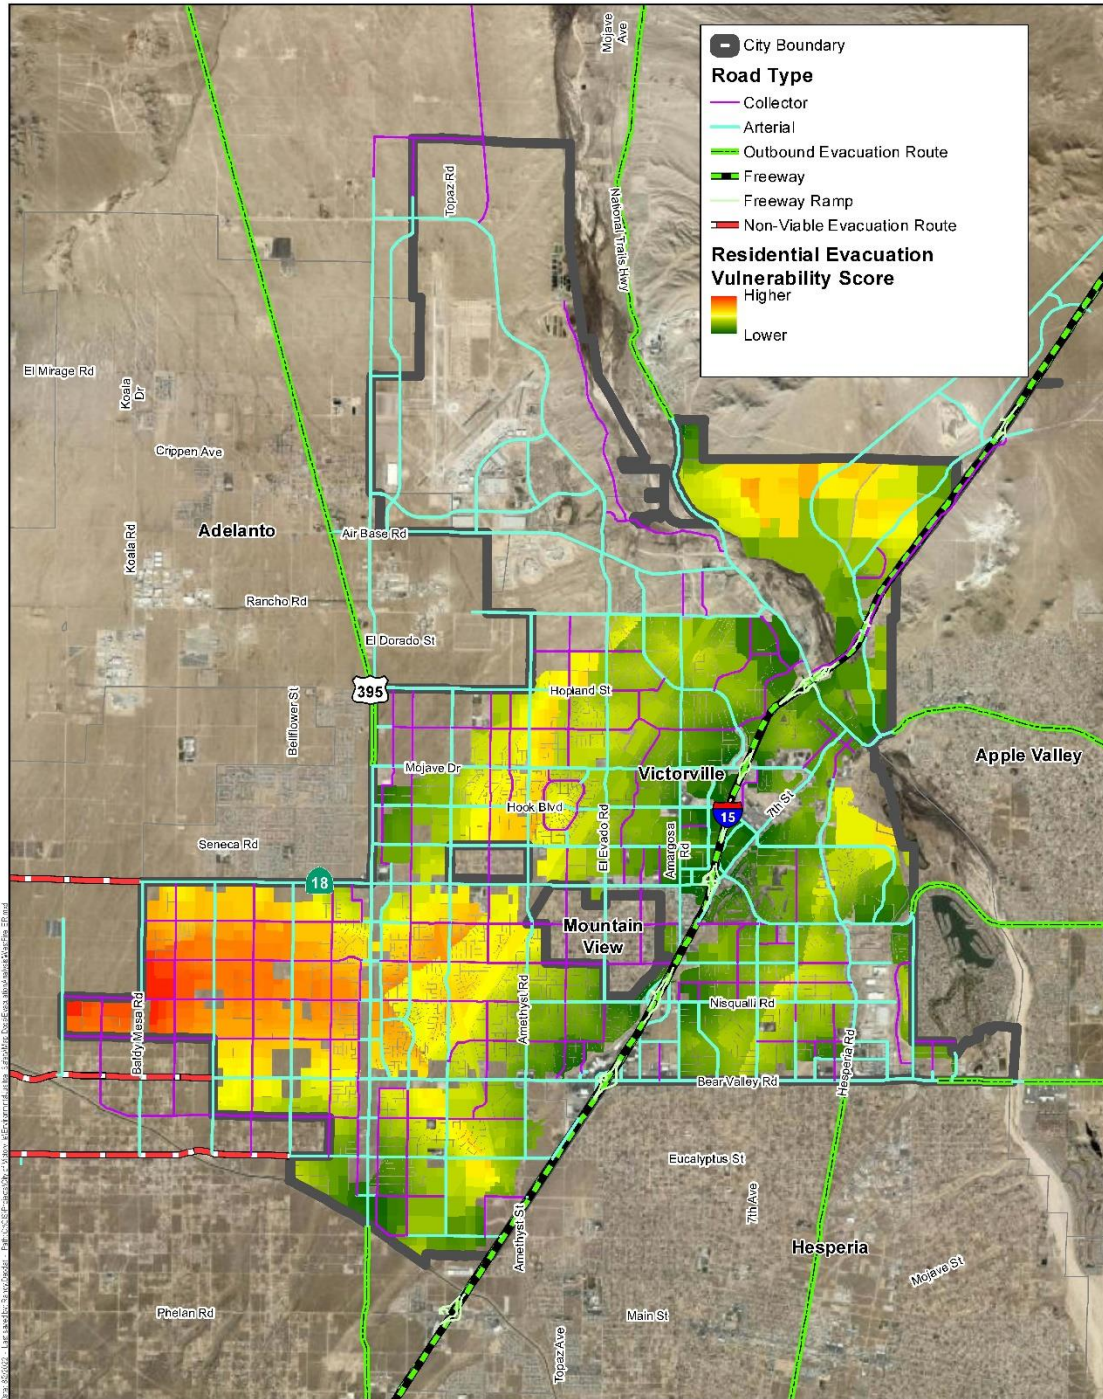 City Boundary
Road Type
Collector
Arterial
Outbound Evacuation Route
Freeway
Freeway Ramp
Non-Viable Evacuation Route
Residential Evacuation
Vulnerability Score
Higher
Lower
Mojave
Ave
Topaz Rd
National Trails Hwy
El Mirage Rd
Koala
Dr
Crippen Ave
Adelanto
Air Base Rd
Koala Rd
Rancho Rd
El Dorado St
395
Hopland St
Bellflower St
Apple Valley
Mojave Dr
Victorville
Hook Blvd
7th St
15
El Evado Rd
Amargosa
Rd
Seneca Rd
18
Mountain
View
Amethyst Rd
Baldy Mesa Rd
Nisqualli Rd
Hesperia Rd
Bear Valley Rd
Eucalyptus St
7th Ave
Amethyst St
Hesperia
Mojave St
Phelan Rd
Main St
Topaz Ave